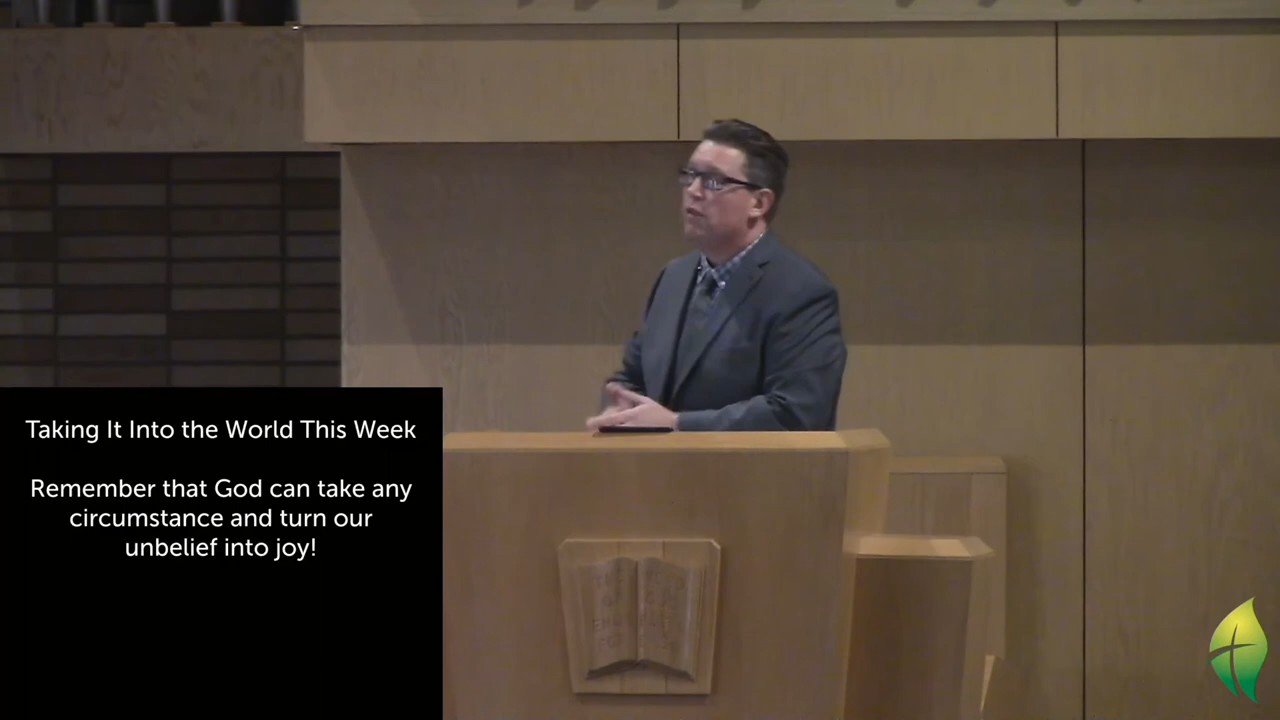 Taking It Into the World This Week
Remember that God can take any
circumstance and turn our
unbelief into joy!